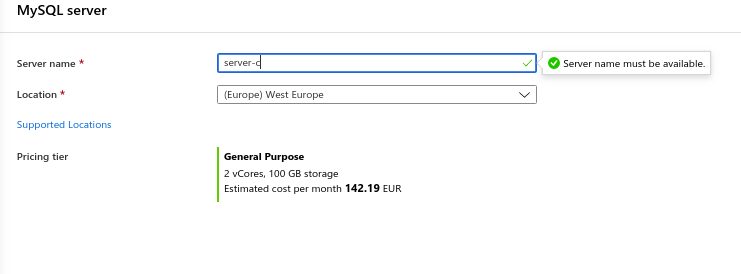 MySQL server
Server name *
server-c
Server name must be available.
Location *
(Europe) West Europe
Supported Locations
Pricing tier
General Purpose
2 vCores, 100 GB storage
Estimated cost per month 142.19 EUR